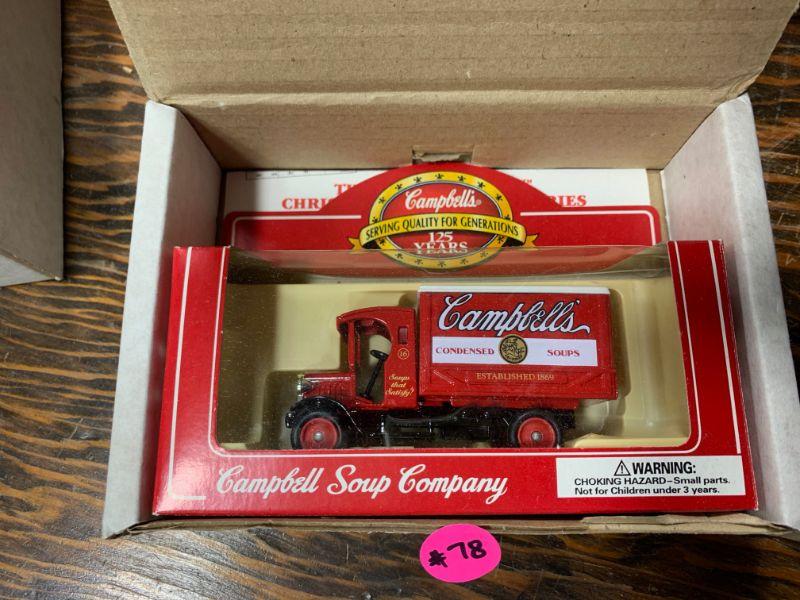 CHRIS
Campbell's®
SERVING QUALITY FOR GENERATIONS
125
YEARS
Campbell's
CONDENSED SOUPS
ESTABLISHED 1869
16
Soups
that
Satisfy!
Campbell Soup Company
⚠WARNING:
CHOKING HAZARD–Small parts.
Not for Children under 3 years.
#78